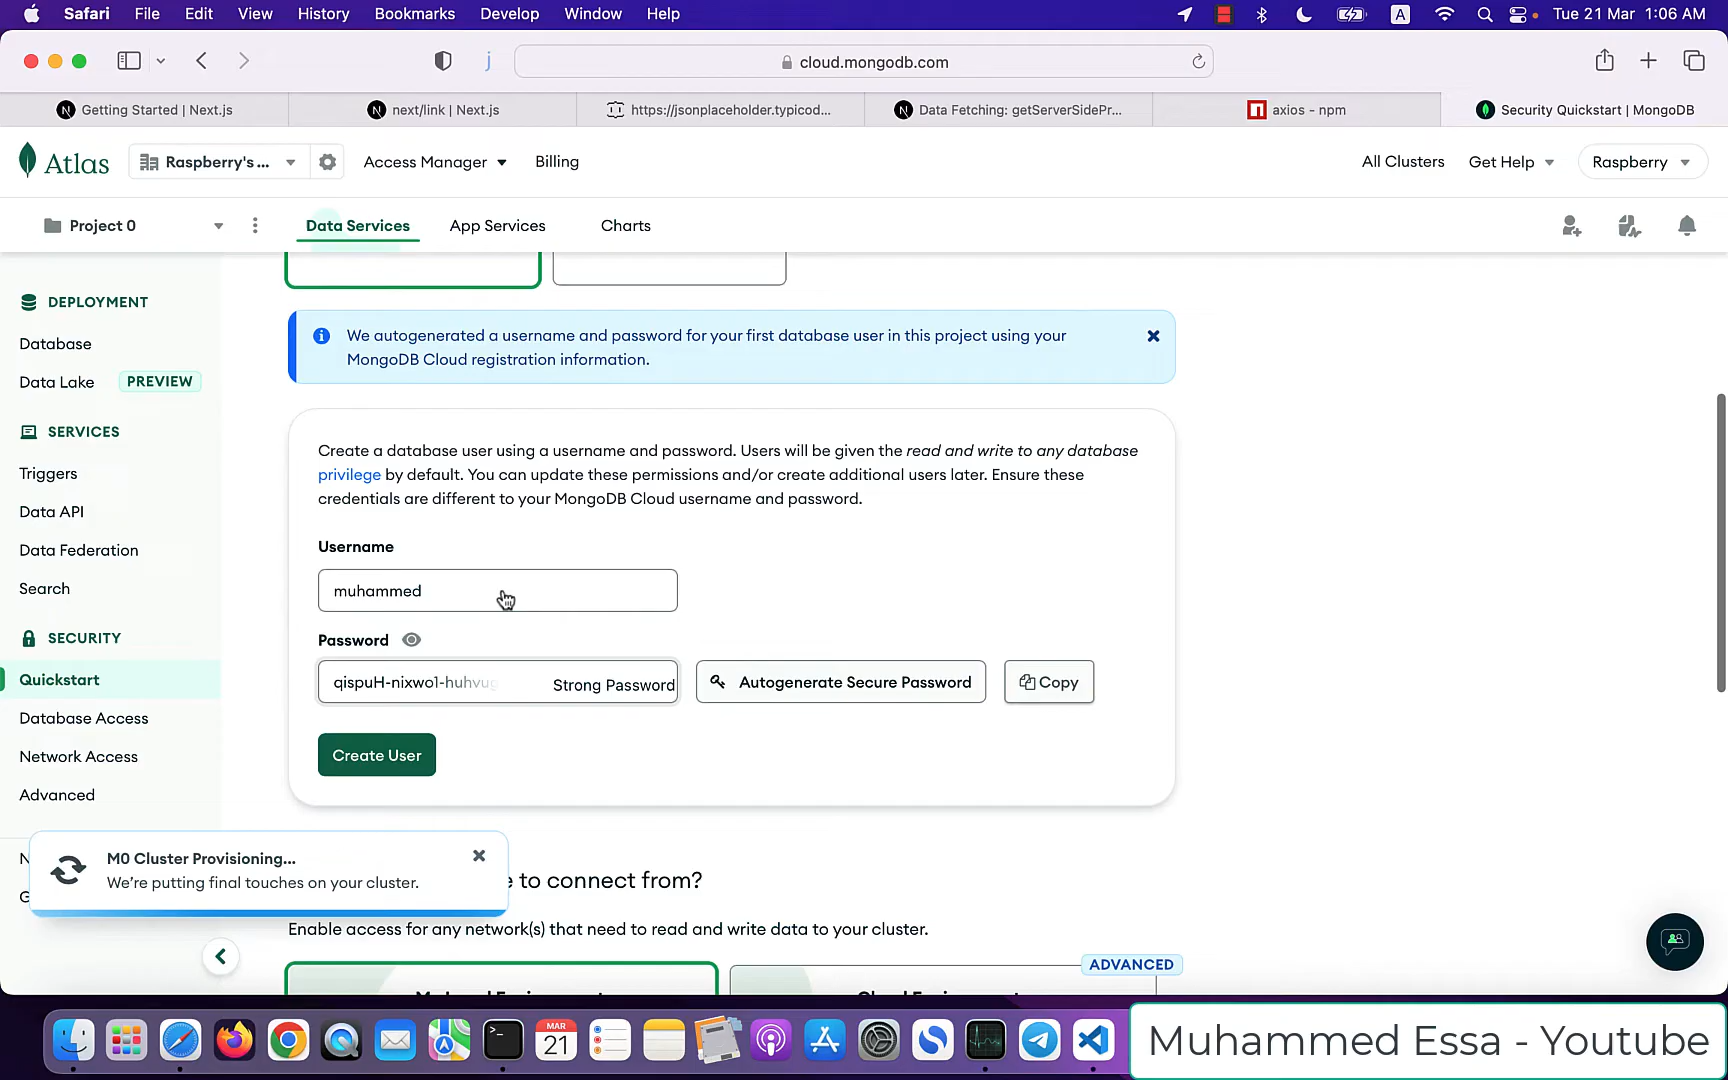 Safari File Edit View History Bookmarks Develop Window Help A Tue 21 Mar 1:06 AM
j cloud.mongodb.com
Getting Started | Next.js next/link | Next.js https://jsonplaceholder.typicod... Data Fetching: getServerSidePr... axios - npm Security Quickstart | MongoDB
Atlas Raspberry's ... Access Manager Billing All Clusters Get Help Raspberry
Project 0 Data Services App Services Charts
DEPLOYMENT
Database
Data Lake PREVIEW
SERVICES
Triggers
Data API
Data Federation
Search
SECURITY
Quickstart
Database Access
Network Access
Advanced
We autogenerated a username and password for your first database user in this project using your
MongoDB Cloud registration information.
Create a database user using a username and password. Users will be given the read and write to any database
privilege by default. You can update these permissions and/or create additional users later. Ensure these
credentials are different to your MongoDB Cloud username and password.
Username
muhammed
Password
qispuH-nixwo1-huhvug Strong Password Autogenerate Secure Password Copy
Create User
M0 Cluster Provisioning...
We're putting final touches on your cluster.
to connect from?
Enable access for any network(s) that need to read and write data to your cluster.
ADVANCED
MAR
21
Muhammed Essa - Youtube